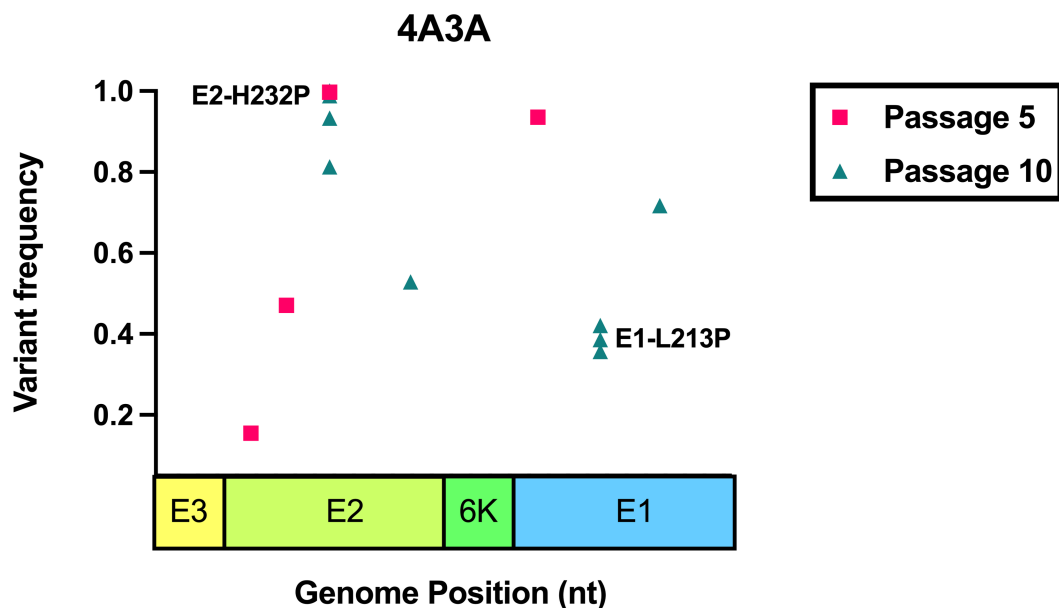 4A3A
Variant frequency
1.0
0.8
0.6
0.4
0.2
E2-H232P
E1-L213P
Passage 5
Passage 10
E3
E2
6K
E1
Genome Position (nt)